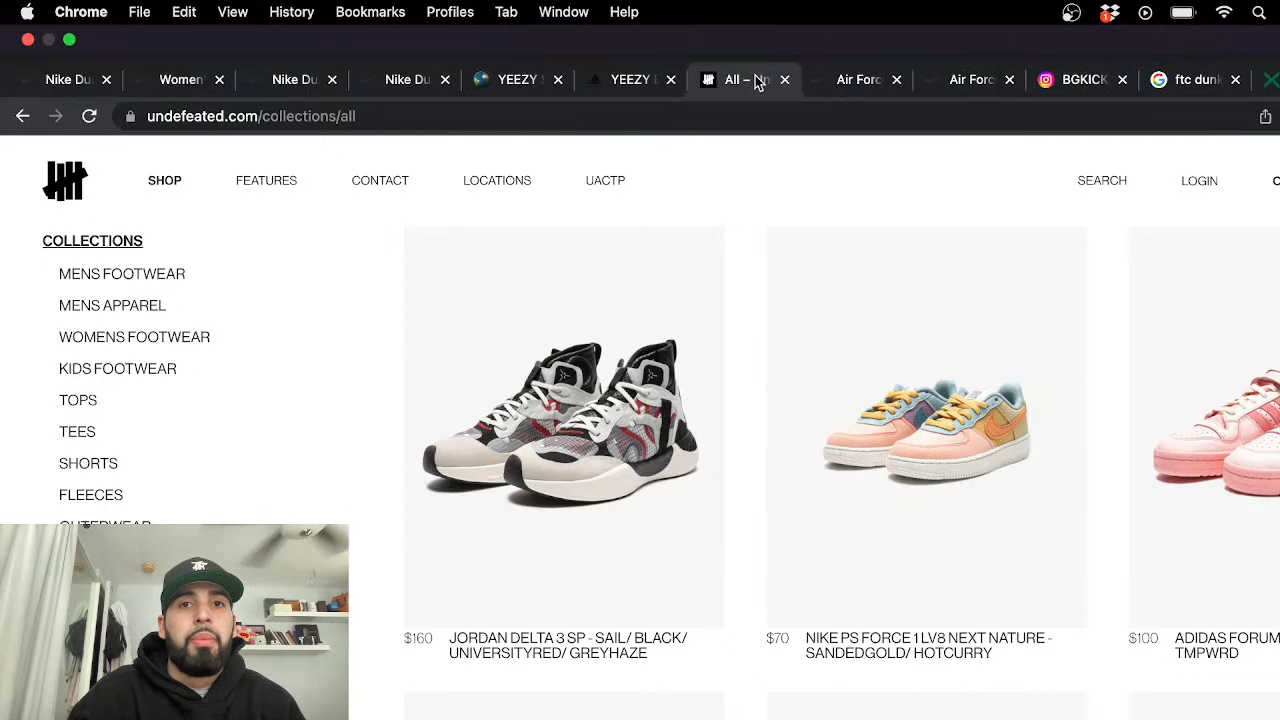 Chrome File Edit View History Bookmarks Profiles Tab Window Help
1
Nike Du Women' Nike Du Nike Du YEEZY YEEZY All – Air Forc Air Forc BGKICK ftc dunk
undefeated.com/collections/all
SHOP FEATURES CONTACT LOCATIONS UACTP SEARCH LOGIN
COLLECTIONS
MENS FOOTWEAR
MENS APPAREL
WOMENS FOOTWEAR
KIDS FOOTWEAR
TOPS
TEES
SHORTS
FLEECES
OUTERWEAR
$160 JORDAN DELTA 3 SP - SAIL/ BLACK/
UNIVERSITYRED/ GREYHAZE
$70 NIKE PS FORCE 1 LV8 NEXT NATURE -
SANDEDGOLD/ HOTCURRY
$100 ADIDAS FORUM
TMPWRD